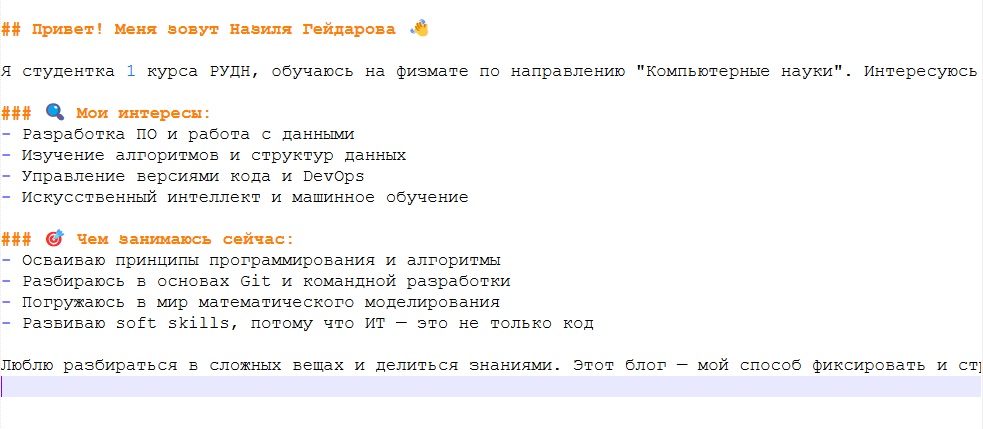 ## Привет! Меня зовут Назиля Гейдарова 👋
Я студентка 1 курса РУДН, обучаюсь на физмате по направлению "Компьютерные науки". Интересуюсь
### 🔍 Мои интересы:
- Разработка ПО и работа с данными
- Изучение алгоритмов и структур данных
- Управление версиями кода и DevOps
- Искусственный интеллект и машинное обучение
### 🎯 Чем занимаюсь сейчас:
- Осваиваю принципы программирования и алгоритмы
- Разбираюсь в основах Git и командной разработки
- Погружаюсь в мир математического моделирования
- Развиваю soft skills, потому что ИТ — это не только код
Люблю разбираться в сложных вещах и делиться знаниями. Этот блог — мой способ фиксировать и